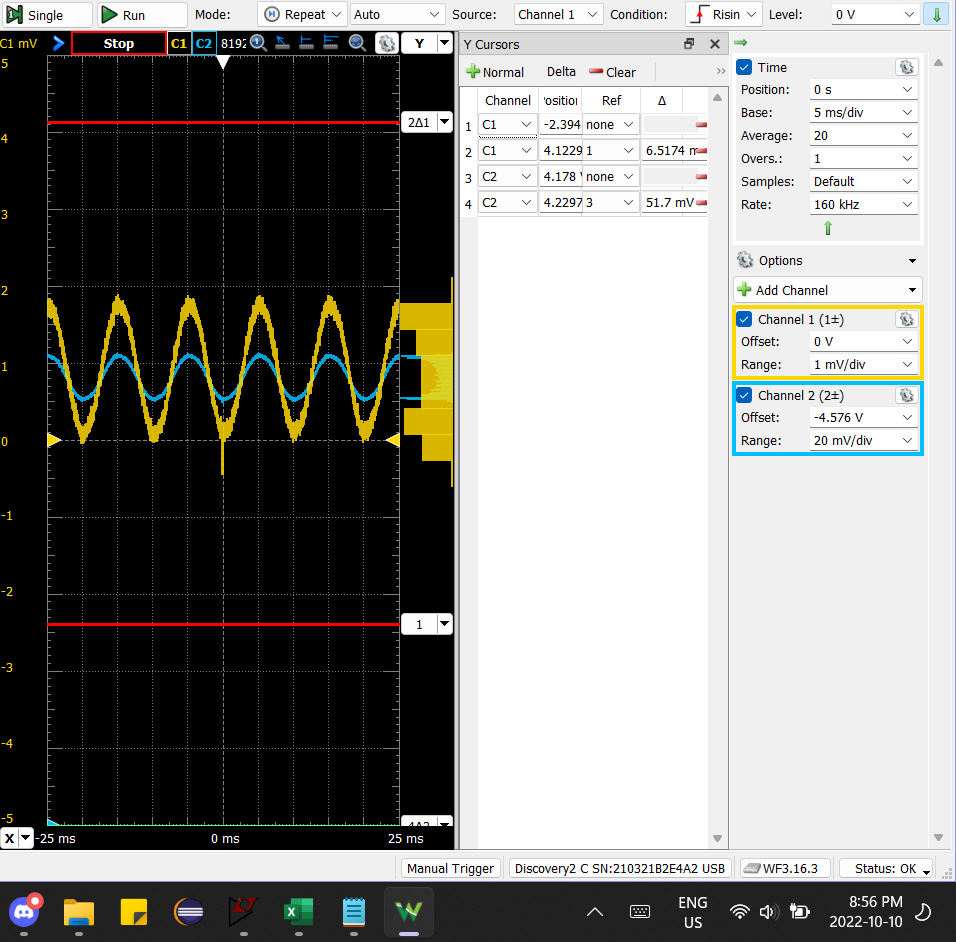 Single Run Mode: Repeat Auto Source: Channel 1 Condition: Risin Level: 0 V
C1 mV Stop C1 C2 8192 Y
Y Cursors
Normal Delta Clear »
Channel Ref Δ
1 C1 -2.394 none
2 C1 4.1229 1 6.5174 m
3 C2 4.178 none
4 C2 4.2297 3 51.7 mV
5
4
3
2
1
0
-1
-2
-3
-4
-5
2Δ1
1
X -25 ms 0 ms 25 ms
Time
Position: 0 s
Base: 5 ms/div
Average: 20
Overs.: 1
Samples: Default
Rate: 160 kHz
Options
Add Channel
Channel 1 (1±)
Offset: 0 V
Range: 1 mV/div
Channel 2 (2±)
Offset: -4.576 V
Range: 20 mV/div
Manual Trigger Discovery2 C SN:210321B2E4A2 USB WF3.16.3 Status: OK
ENG
US
8:56 PM
2022-10-10